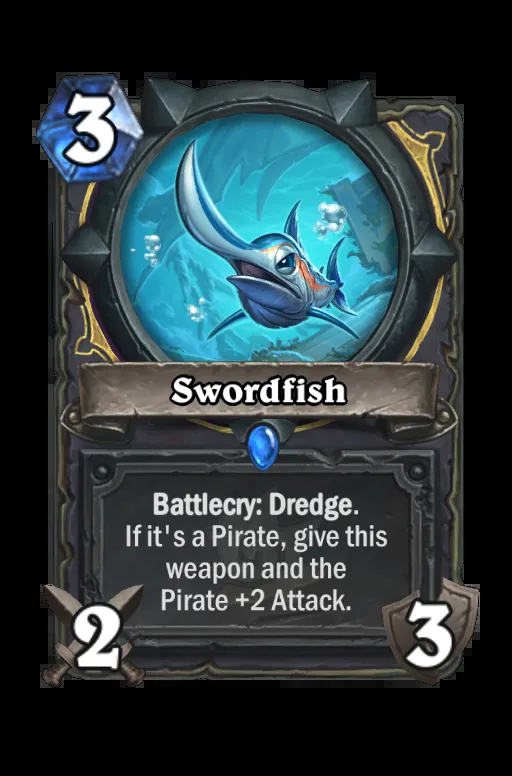 3
Swordfish
Battlecry: Dredge.
If it's a Pirate, give this
weapon and the
Pirate +2 Attack.
2
3